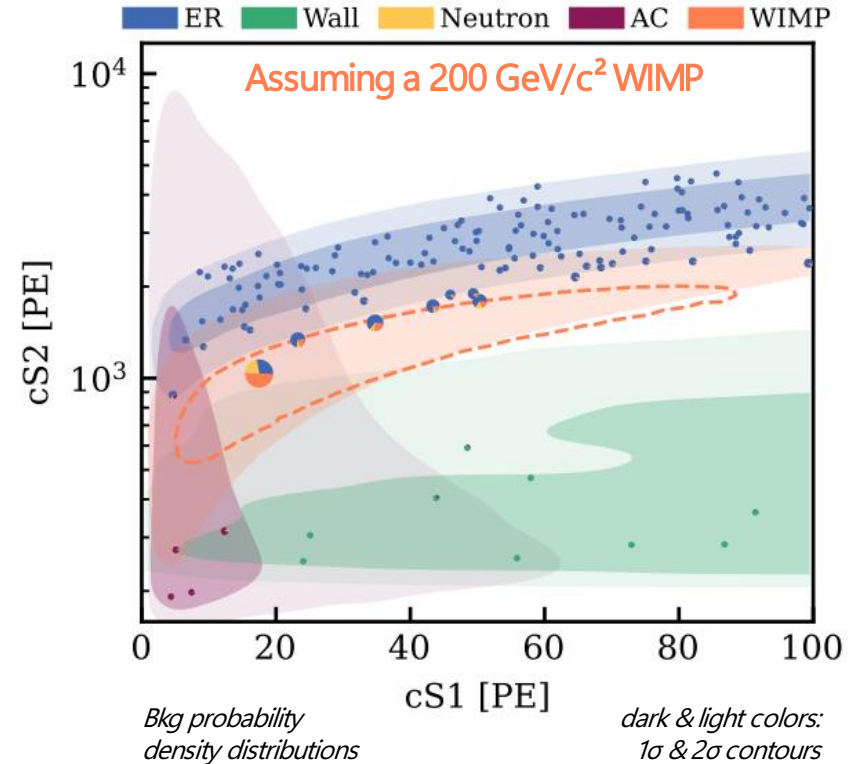 ER Wall Neutron AC WIMP
Assuming a 200 GeV/c² WIMP
10⁴
10³
cS2 [PE]
0 20 40 60 80 100
cS1 [PE]
Bkg probability
density distributions
dark & light colors:
1σ & 2σ contours